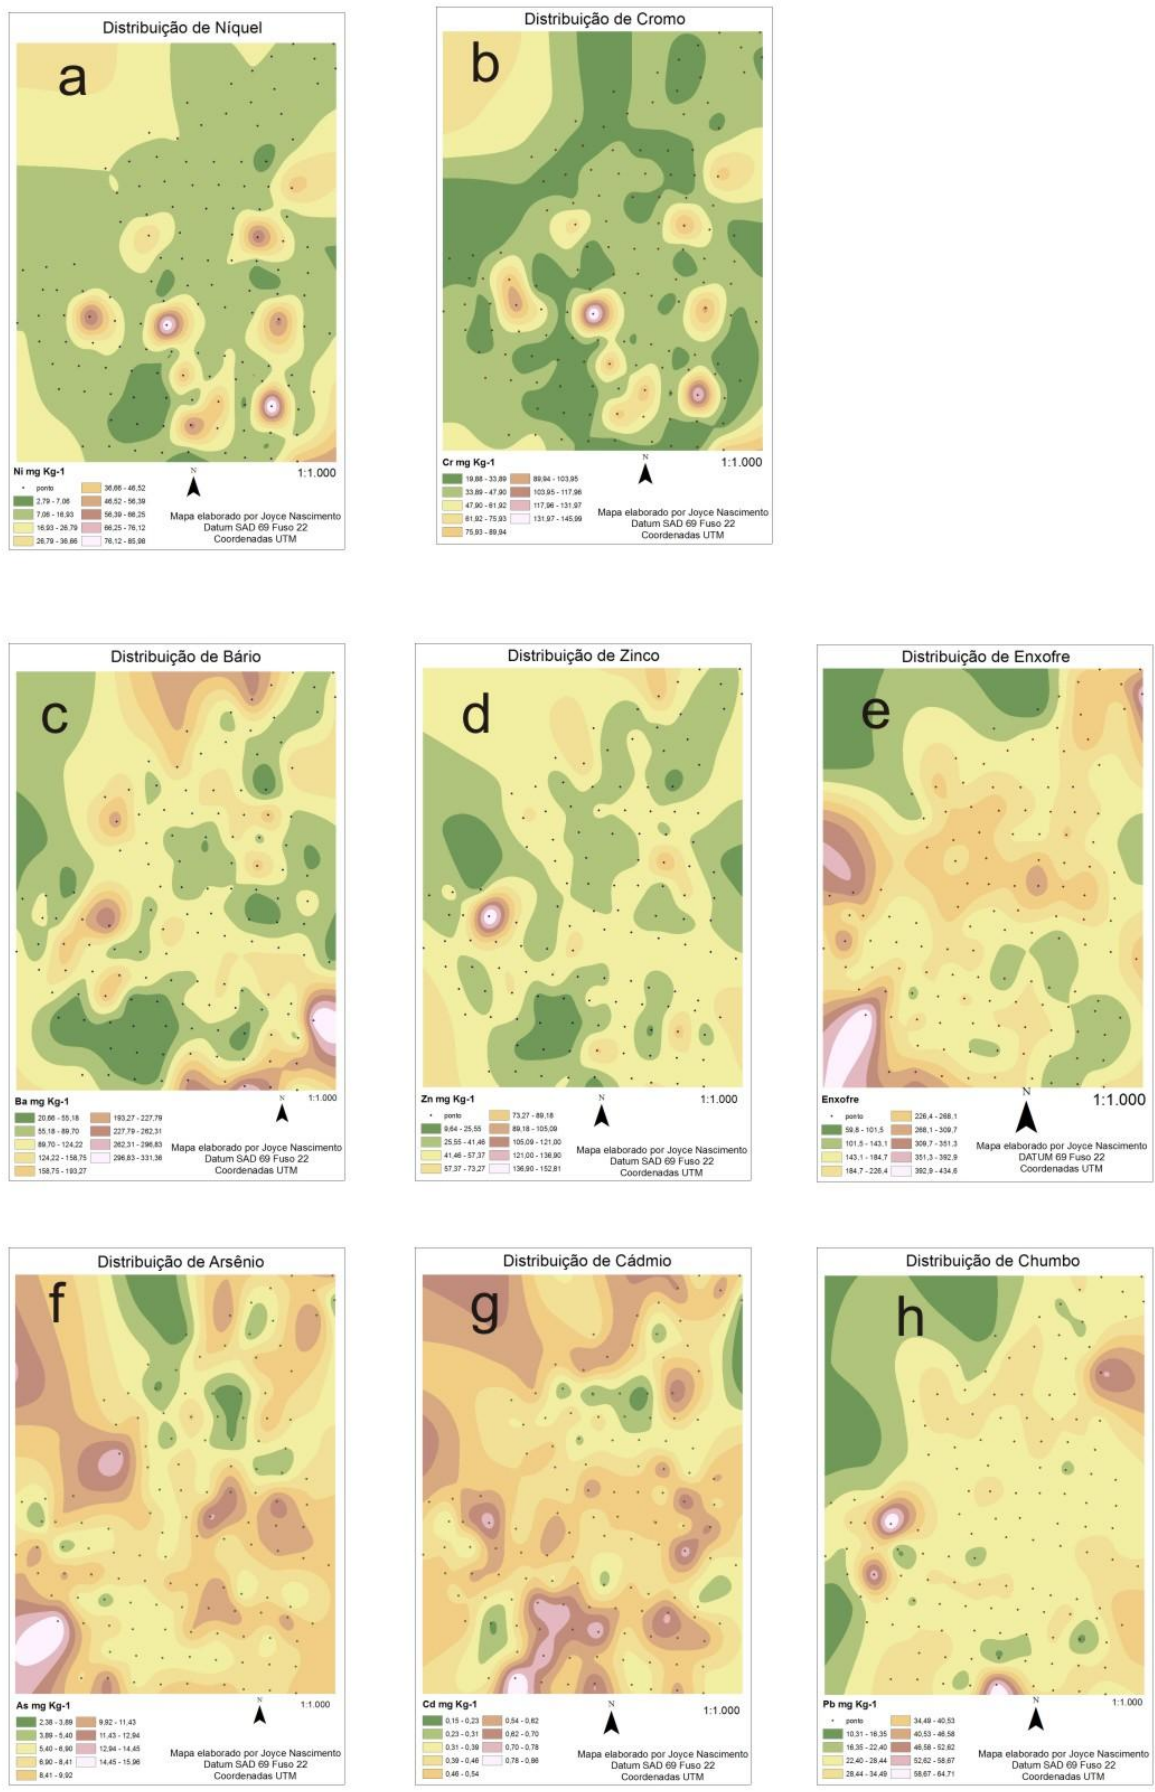 Distribuição de Níquel
a
Ni mg Kg-1
ponto
2,79 - 7,06
7,06 - 16,93
16,93 - 26,79
26,79 - 36,66
36,66 - 46,52
46,52 - 56,39
56,39 - 66,25
66,25 - 76,12
76,12 - 85,98
N
1:1.000
Mapa elaborado por Joyce Nascimento
Datum SAD 69 Fuso 22
Coordenadas UTM
Distribuição de Cromo
b
Cr mg Kg-1
19,88 - 33,89
33,89 - 47,90
47,90 - 61,92
61,92 - 75,93
75,93 - 89,94
89,94 - 103,95
103,95 - 117,96
117,96 - 131,97
131,97 - 145,99
N
1:1.000
Mapa elaborado por Joyce Nascimento
Datum SAD 69 Fuso 22
Coordenadas UTM
Distribuição de Bário
c
Ba mg Kg-1
20,66 - 55,18
55,18 - 89,70
89,70 - 124,22
124,22 - 158,75
158,75 - 193,27
193,27 - 227,79
227,79 - 262,31
262,31 - 296,83
296,83 - 331,36
N
1:1.000
Mapa elaborado por Joyce Nascimento
Datum SAD 69 Fuso 22
Coordenadas UTM
Distribuição de Zinco
d
Zn mg Kg-1
ponto
9,64 - 25,55
25,55 - 41,46
41,46 - 57,37
57,37 - 73,27
73,27 - 89,18
89,18 - 105,09
105,09 - 121,00
121,00 - 136,90
136,90 - 152,81
N
1:1.000
Mapa elaborado por Joyce Nascimento
Datum SAD 69 Fuso 22
Coordenadas UTM
Distribuição de Enxofre
e
Enxofre
ponto
59,8 - 101,5
101,5 - 143,1
143,1 - 184,7
184,7 - 226,4
226,4 - 268,1
268,1 - 309,7
309,7 - 351,3
351,3 - 392,9
392,9 - 434,6
N
1:1.000
Mapa elaborado por Joyce Nascimento
DATUM 69 Fuso 22
Coordenadas UTM
Distribuição de Arsênio
f
As mg Kg-1
2,38 - 3,89
3,89 - 5,40
5,40 - 6,90
6,90 - 8,41
8,41 - 9,92
9,92 - 11,43
11,43 - 12,94
12,94 - 14,45
14,45 - 15,96
N
1:1.000
Mapa elaborado por Joyce Nascimento
Datum SAD 69 Fuso 22
Coordenadas UTM
Distribuição de Cádmio
g
Cd mg Kg-1
0,15 - 0,23
0,23 - 0,31
0,31 - 0,39
0,39 - 0,46
0,46 - 0,54
0,54 - 0,62
0,62 - 0,70
0,70 - 0,78
0,78 - 0,86
N
1:1.000
Mapa elaborado por Joyce Nascimento
Datum SAD 69 Fuso 22
Coordenadas UTM
Distribuição de Chumbo
h
Pb mg Kg-1
ponto
10,31 - 16,35
16,35 - 22,40
22,40 - 28,44
28,44 - 34,49
34,49 - 40,53
40,53 - 46,58
46,58 - 52,62
52,62 - 58,67
58,67 - 64,71
N
1:1.000
Mapa elaborado por Joyce Nascimento
Datum SAD 69 Fuso 22
Coordenadas UTM